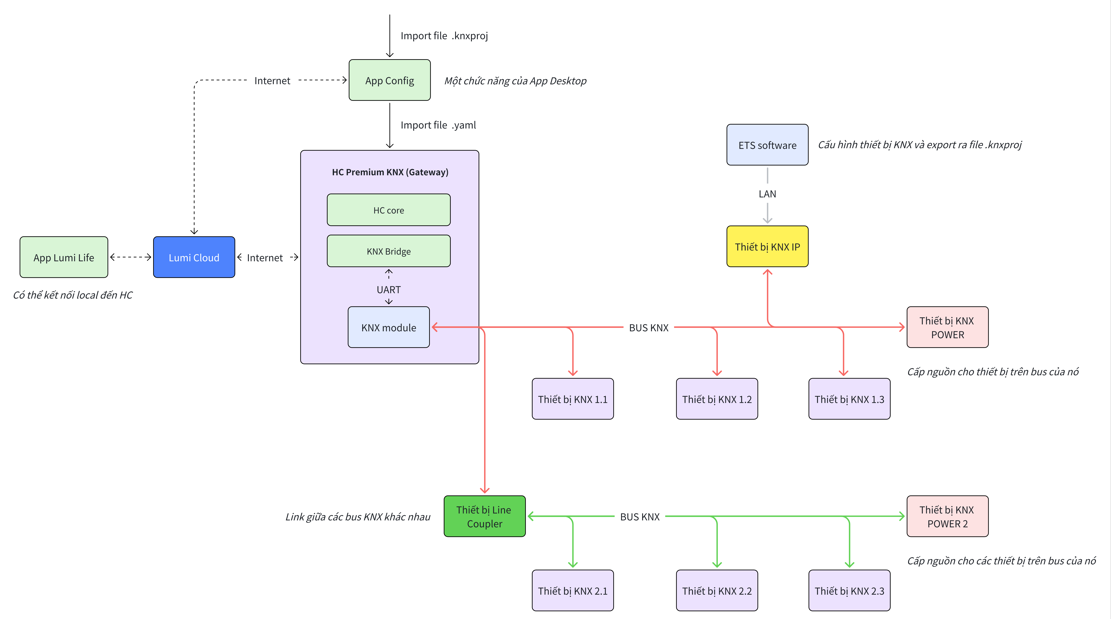 Import file .knxproj
Internet
App Config
Một chức năng của App Desktop
Import file .yaml
ETS software
Cấu hình thiết bị KNX và export ra file .knxproj
HC Premium KNX (Gateway)
LAN
HC core
App Lumi Life
Lumi Cloud
Internet
KNX Bridge
Thiết bị KNX IP
Có thể kết nối local đến HC
UART
KNX module
BUS KNX
Thiết bị KNX
POWER
Cấp nguồn cho thiết bị trên bus của nó
Thiết bị KNX 1.1
Thiết bị KNX 1.2
Thiết bị KNX 1.3
Link giữa các bus KNX khác nhau
Thiết bị Line
Coupler
BUS KNX
Thiết bị KNX
POWER 2
Cấp nguồn cho các thiết bị trên bus của nó
Thiết bị KNX 2.1
Thiết bị KNX 2.2
Thiết bị KNX 2.3